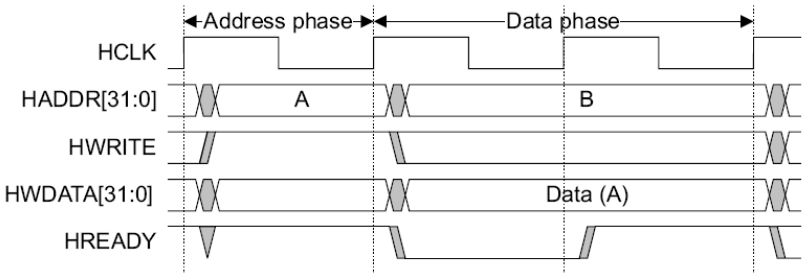 Address phase Data phase
HCLK
HADDR[31:0] A B
HWRITE
HWDATA[31:0] Data (A)
HREADY